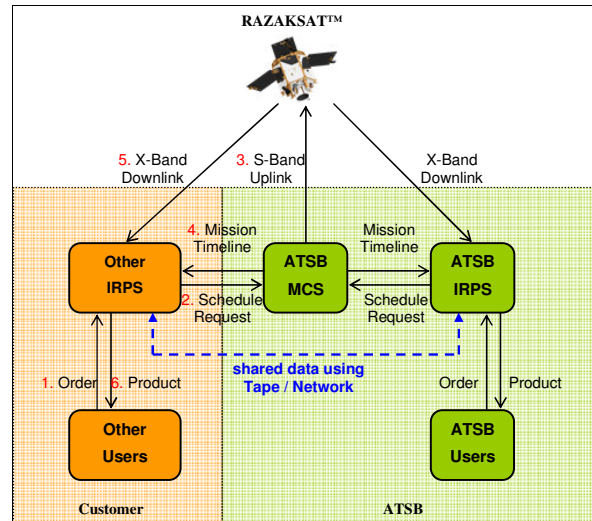 RAZAKSAT™
5. X-Band
Downlink
3. S-Band
Uplink
X-Band
Downlink
4. Mission
Timeline
Mission
Timeline
Other
IRPS
ATSB
MCS
ATSB
IRPS
2. Schedule
Request
Schedule
Request
shared data using
Tape / Network
1. Order
6. Product
Order
Product
Other
Users
ATSB
Users
Customer
ATSB